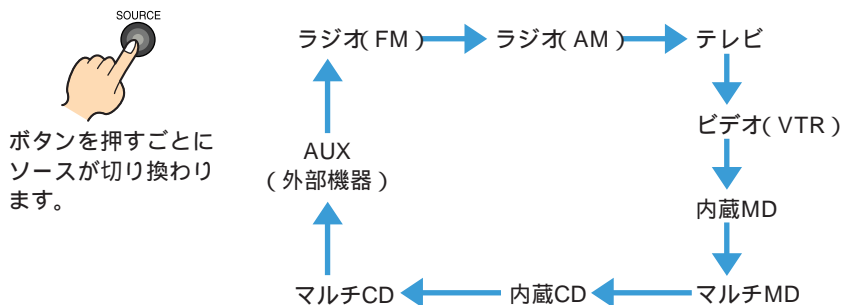 SOURCE
ボタンを押すごとに
ソースが切り換わり
ます。
ラジオ(FM)
ラジオ(AM)
テレビ
ビデオ(VTR)
内蔵MD
マルチMD
内蔵CD
マルチCD
AUX
(外部機器)